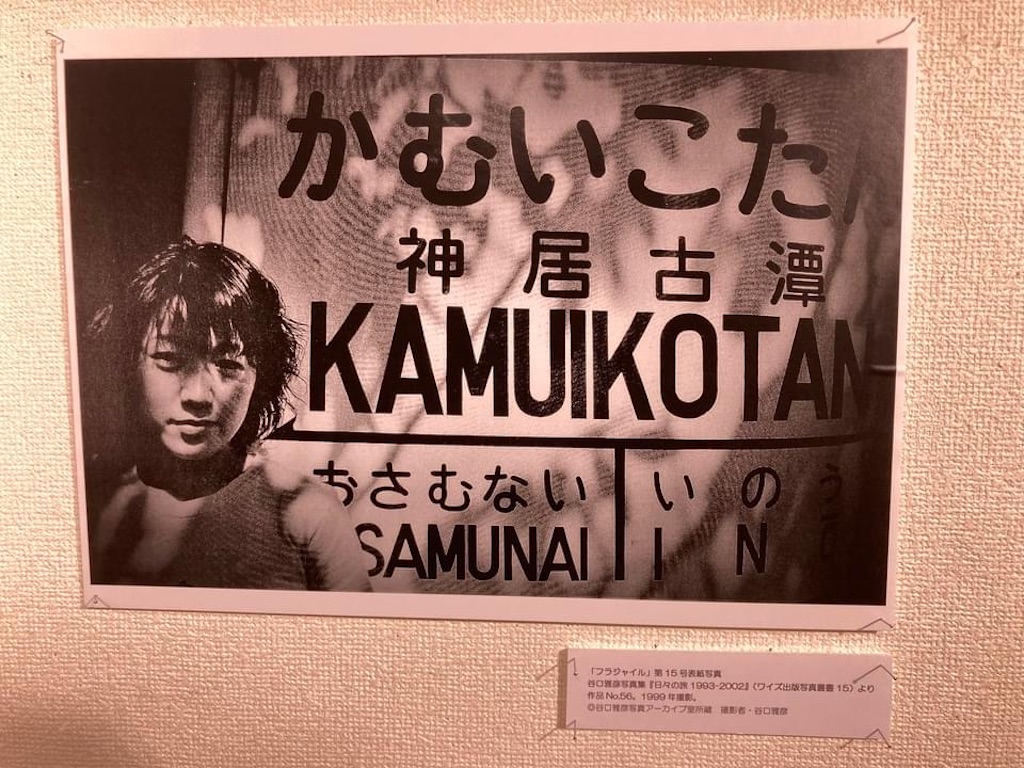 かむいこた
神居古潭
KAMUIKOTAN
おさむない いのう
SAMUNAI IN
「フラジャイル」第15号表紙写真
谷口雅彦写真集『日々の旅 1993-2002』（ワイズ出版写真叢書15）より
作品No.56。1999年撮影。
©谷口雅彦写真アーカイブ室所蔵　撮影者・谷口雅彦